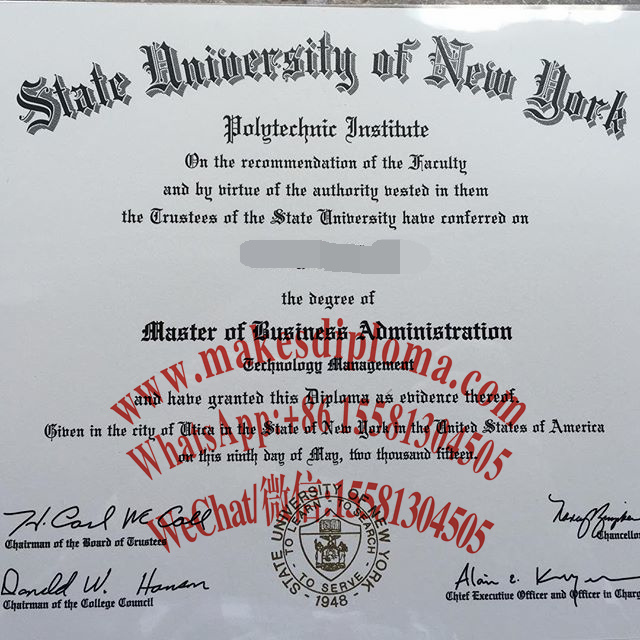 State University of New York
Polytechnic Institute
On the recommendation of the Faculty
and by virtue of the authority vested in them
the Trustees of the State University have conferred on
the degree of
Master of Business Administration
Technology Management
www.makesdiploma.com
and have granted this Diploma as evidence thereof.
WhatsApp:+86 15581304505
Given in the city of Utica in the State of New York in the United States of America
on this ninth day of May, two thousand fifteen.
WeChat/微信:15581304505
H. Carl McCall
Chairman of the Board of Trustees
Chancellor
Donald W. Hanson
Chairman of the College Council
Alain E.
Chief Executive Officer and Officer in Charg
STATE UNIVERSITY OF NEW YORK
TO LEARN TO SEARCH
TO SERVE
1948